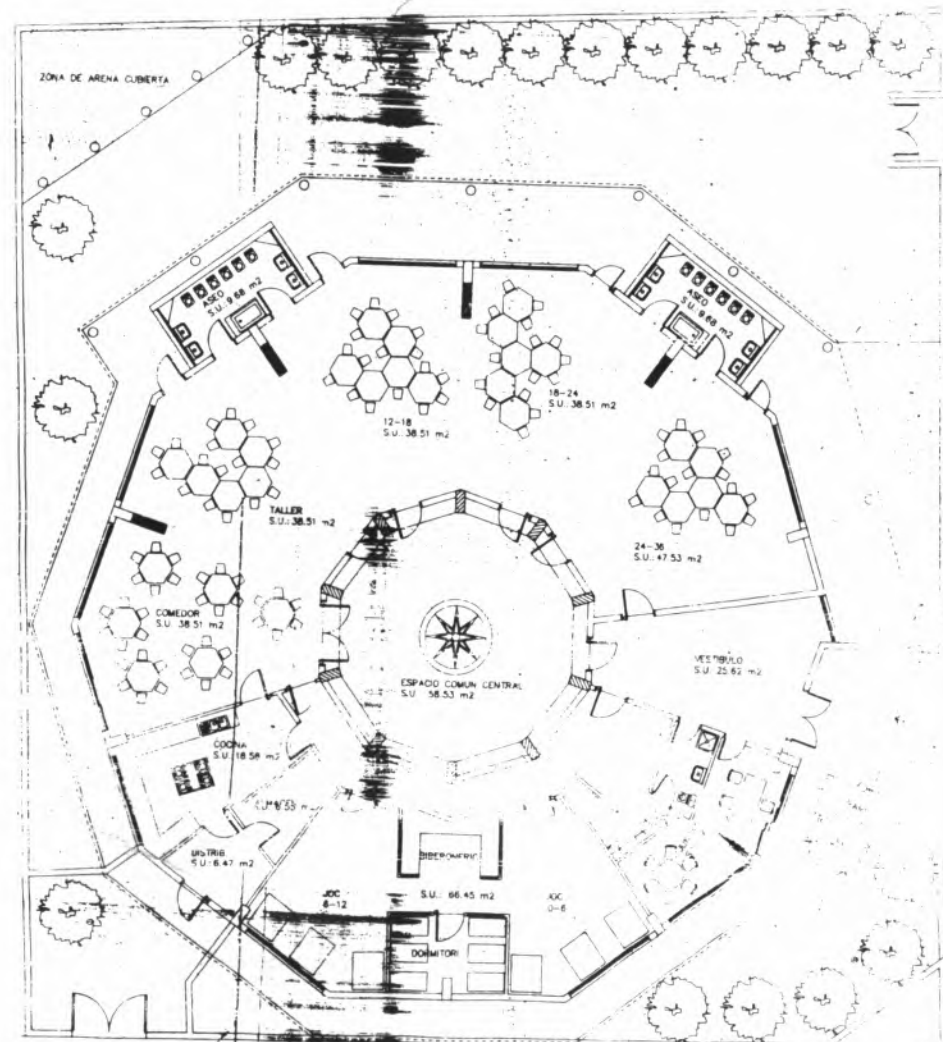 ZONA DE ARENA CUBIERTA
ASEO
S.U.: 9.68 m2
ASEO
S.U.: 9.68 m2
12-18
S.U.: 38.51 m2
18-24
S.U.: 38.51 m2
TALLER
S.U.: 38.51 m2
24-36
S.U.: 47.53 m2
COMEDOR
S.U. 38.51 m2
ESPACIO COMUN CENTRAL
S.U. 58.53 m2
VESTIBULO
S.U.: 25.62 m2
COCINA
S.U.: 18.58 m2
DISTRIB
S.U.: 6.47 m2
BIBERONERIC
JOC
8-12
S.U.: 66.45 m2
JOC
0-6
DORMITORI